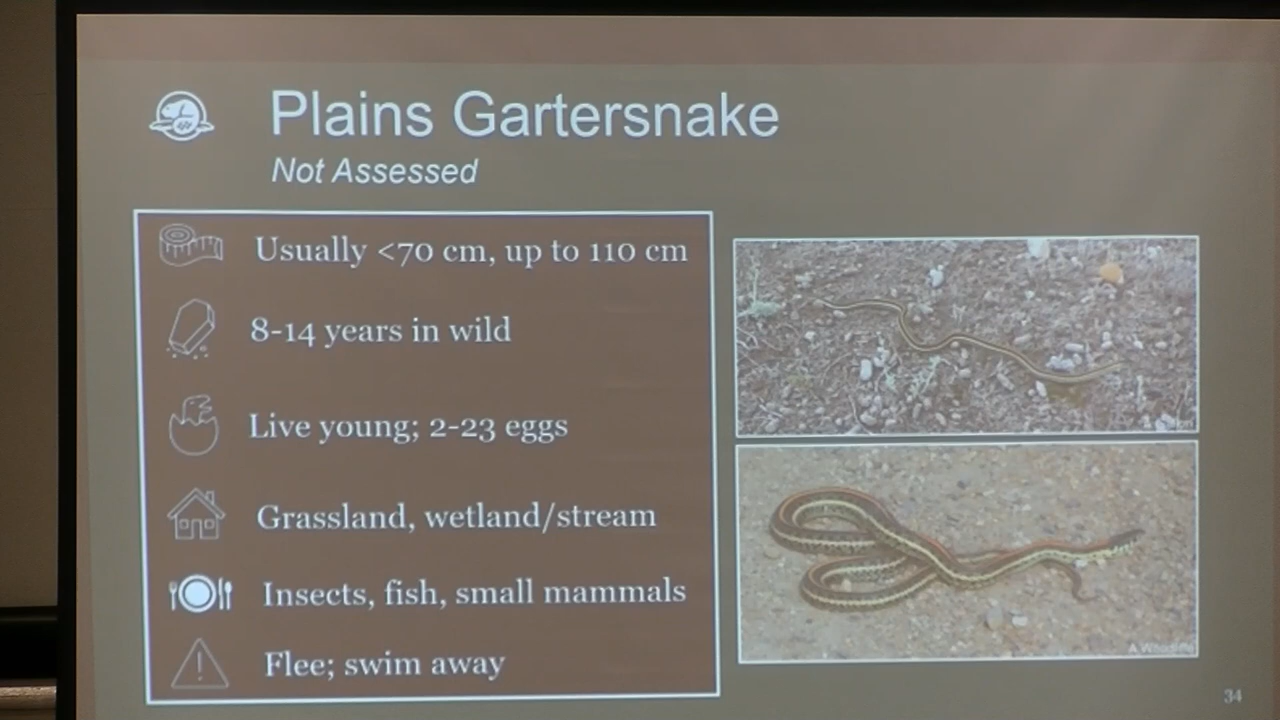 Plains Gartersnake
Not Assessed
Usually <70 cm, up to 110 cm
8-14 years in wild
Live young; 2-23 eggs
Grassland, wetland/stream
Insects, fish, small mammals
Flee; swim away
34